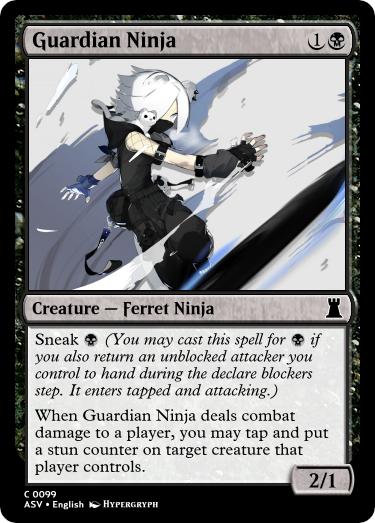 Guardian Ninja 1
Creature — Ferret Ninja
Sneak (You may cast this spell for if
you also return an unblocked attacker you
control to hand during the declare blockers
step. It enters tapped and attacking.)
When Guardian Ninja deals combat
damage to a player, you may tap and put
a stun counter on target creature that
player controls.
2/1
C 0099
ASV • English HYPERGRYPH